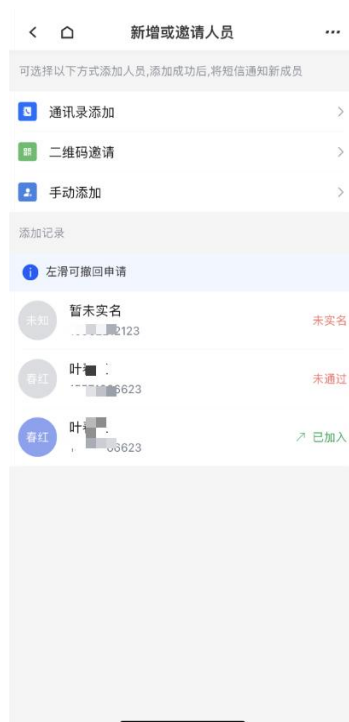 新增或邀请人员
可选择以下方式添加人员,添加成功后,将短信通知新成员
通讯录添加
二维码邀请
手动添加
添加记录
左滑可撤回申请
未知
暂未实名
2123
未实名
春红
叶
6623
未通过
春红
叶
6623
已加入